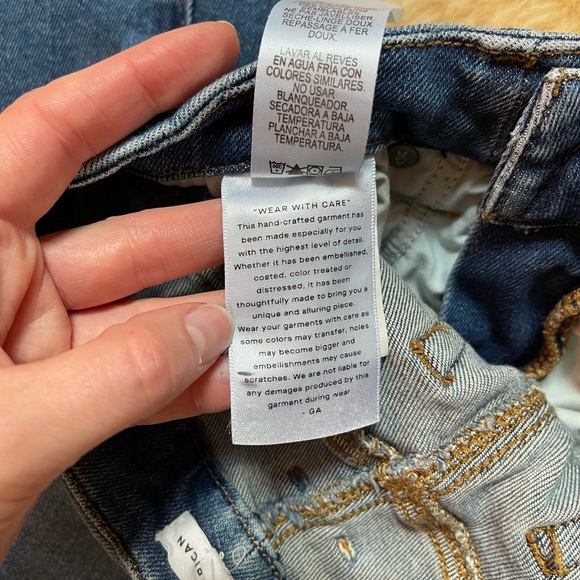 NE PAS JAVELLISER
SÈCHE-LINGE DOUX
REPASSAGE A FER
DOUX.
LAVAR AL REVÉS
EN AGUA FRÍA CON
COLORES SIMILARES.
NO USAR
BLANQUEADOR.
SECADORA A BAJA
TEMPERATURA
PLANCHAR A BAJA
TEMPERATURA.
"WEAR WITH CARE"
This hand-crafted garment has
been made especially for you
with the highest level of detail.
Whether it has been embellished,
coated, color treated or
distressed, it has been
thoughtfully made to bring you a
unique and alluring piece.
Wear your garments with care as
some colors may transfer, holes
may become bigger and
embellishments may cause
scratches. We are not liable for
any damages produced by this
garment during wear
- GA
RICAN